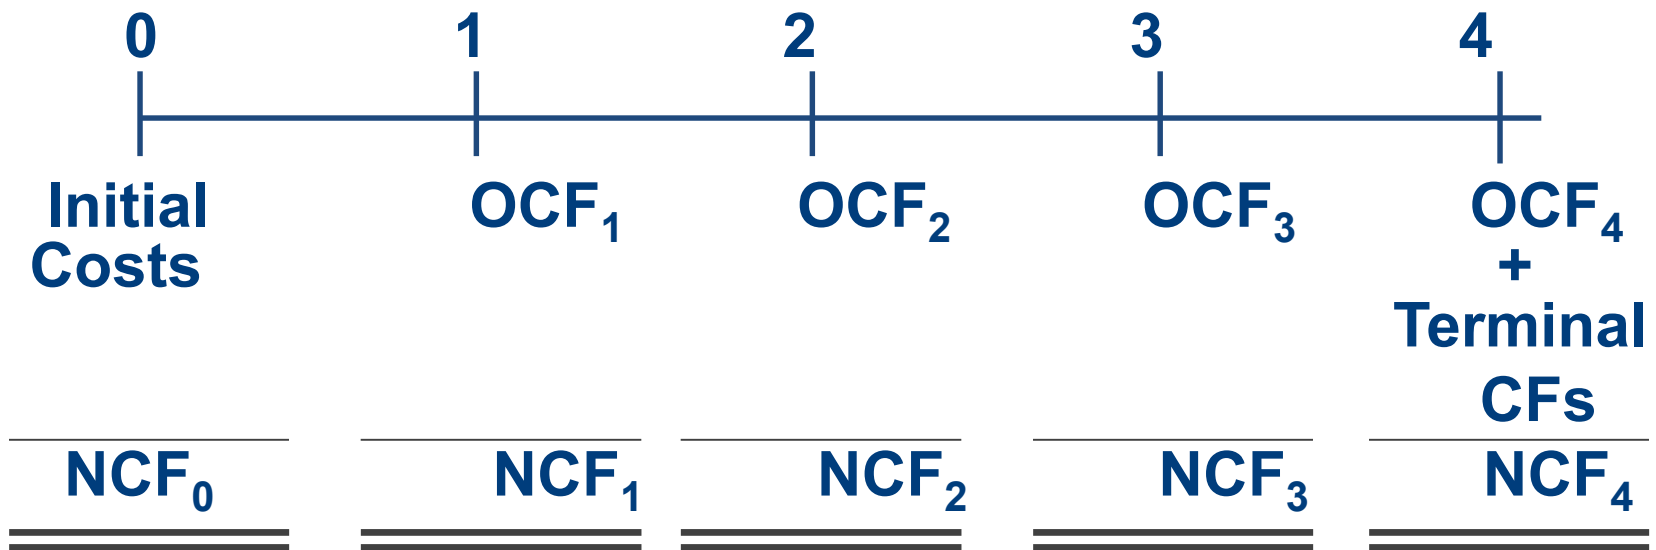 0 1 2 3 4
Initial OCF₁ OCF₂ OCF₃ OCF₄
Costs +
Terminal
CFs
NCF₀ NCF₁ NCF₂ NCF₃ NCF₄